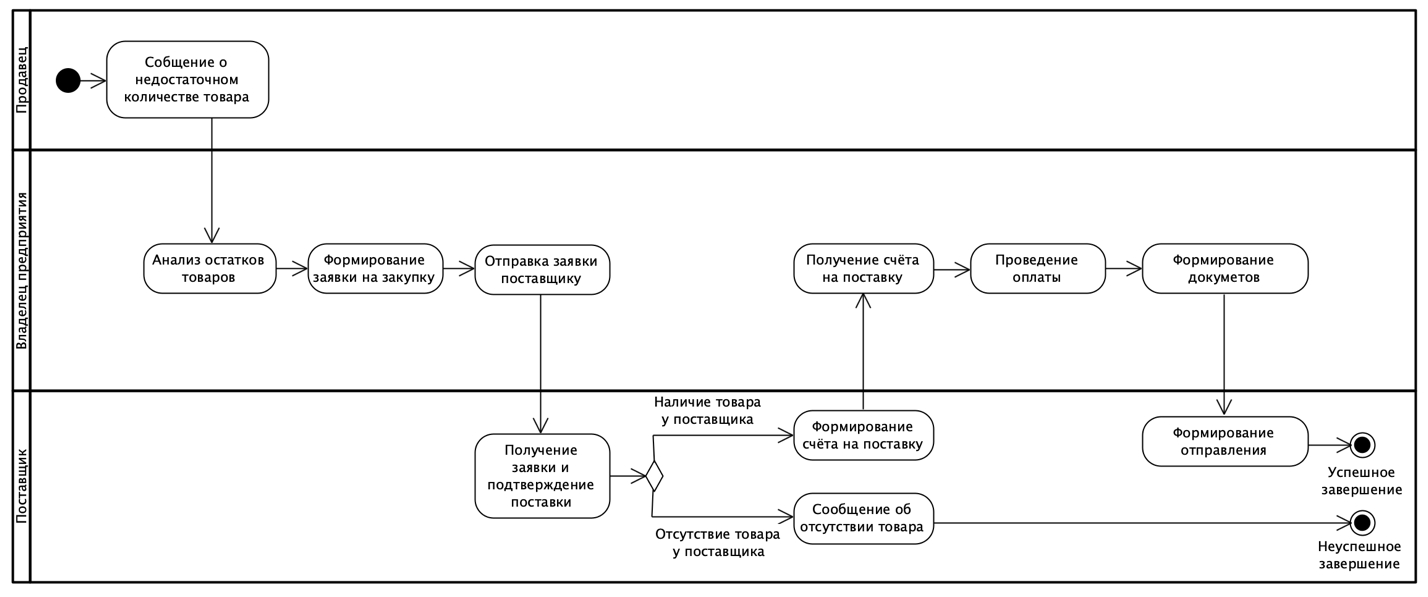 Продавец
Собщение о
недостаточном
количестве товара
Владелец предприятия
Анализ остатков
товаров
Формирование
заявки на закупку
Отправка заявки
поставщику
Получение счёта
на поставку
Проведение
оплаты
Формирование
докуметов
Поставщик
Получение
заявки и
подтверждение
поставки
Наличие товара
у поставщика
Формирование
счёта на поставку
Отсутствие товара
у поставщика
Сообщение об
отсутствии товара
Формирование
отправления
Успешное
завершение
Неуспешное
завершение